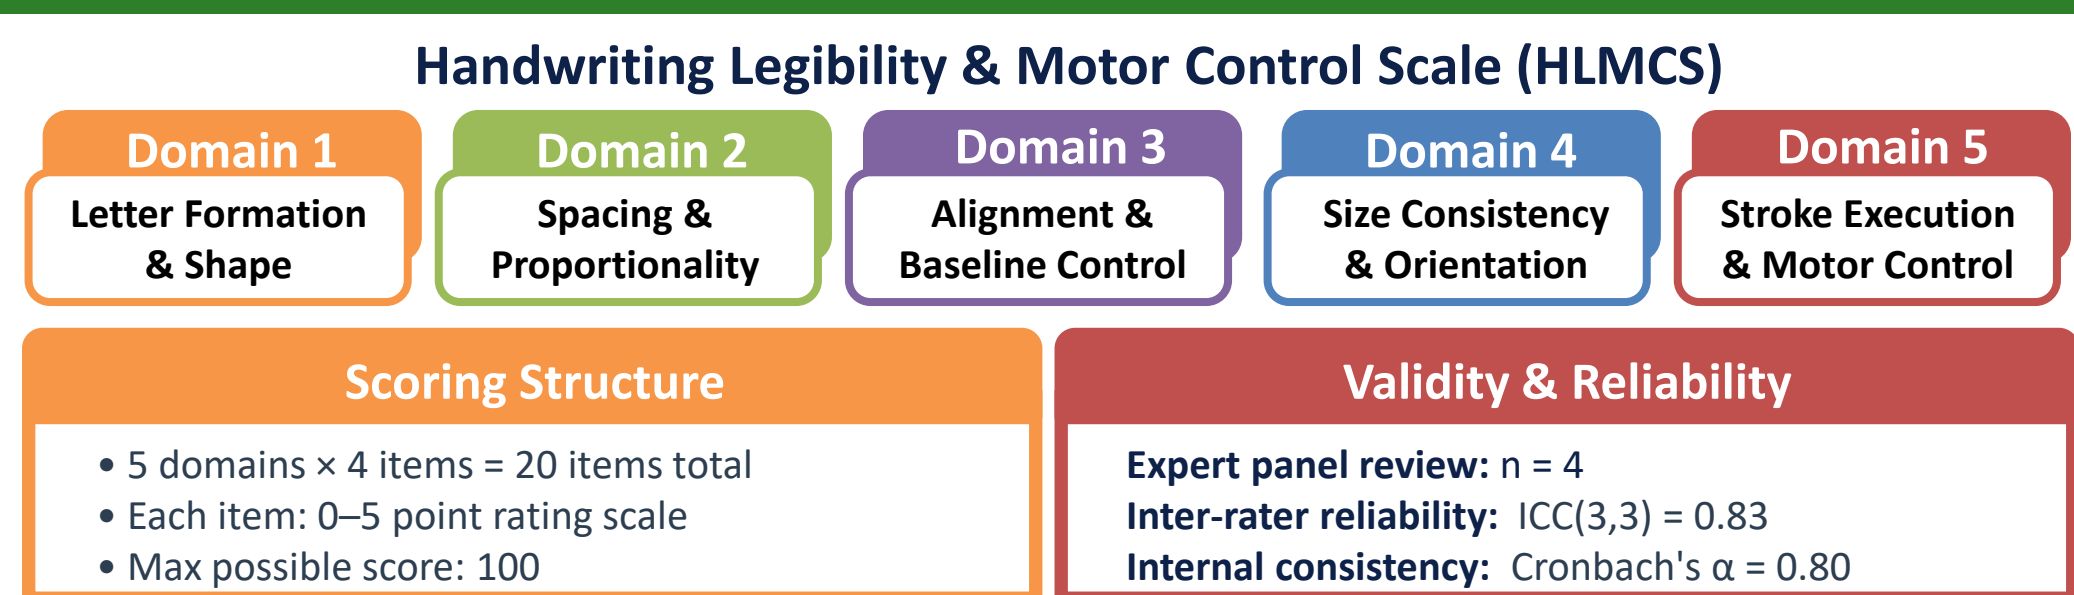 Handwriting Legibility & Motor Control Scale (HLMCS)
Domain 1
Letter Formation
& Shape
Domain 2
Spacing &
Proportionality
Domain 3
Alignment &
Baseline Control
Domain 4
Size Consistency
& Orientation
Domain 5
Stroke Execution
& Motor Control
Scoring Structure
• 5 domains × 4 items = 20 items total
• Each item: 0–5 point rating scale
• Max possible score: 100
Validity & Reliability
Expert panel review: n = 4
Inter-rater reliability: ICC(3,3) = 0.83
Internal consistency: Cronbach's α = 0.80